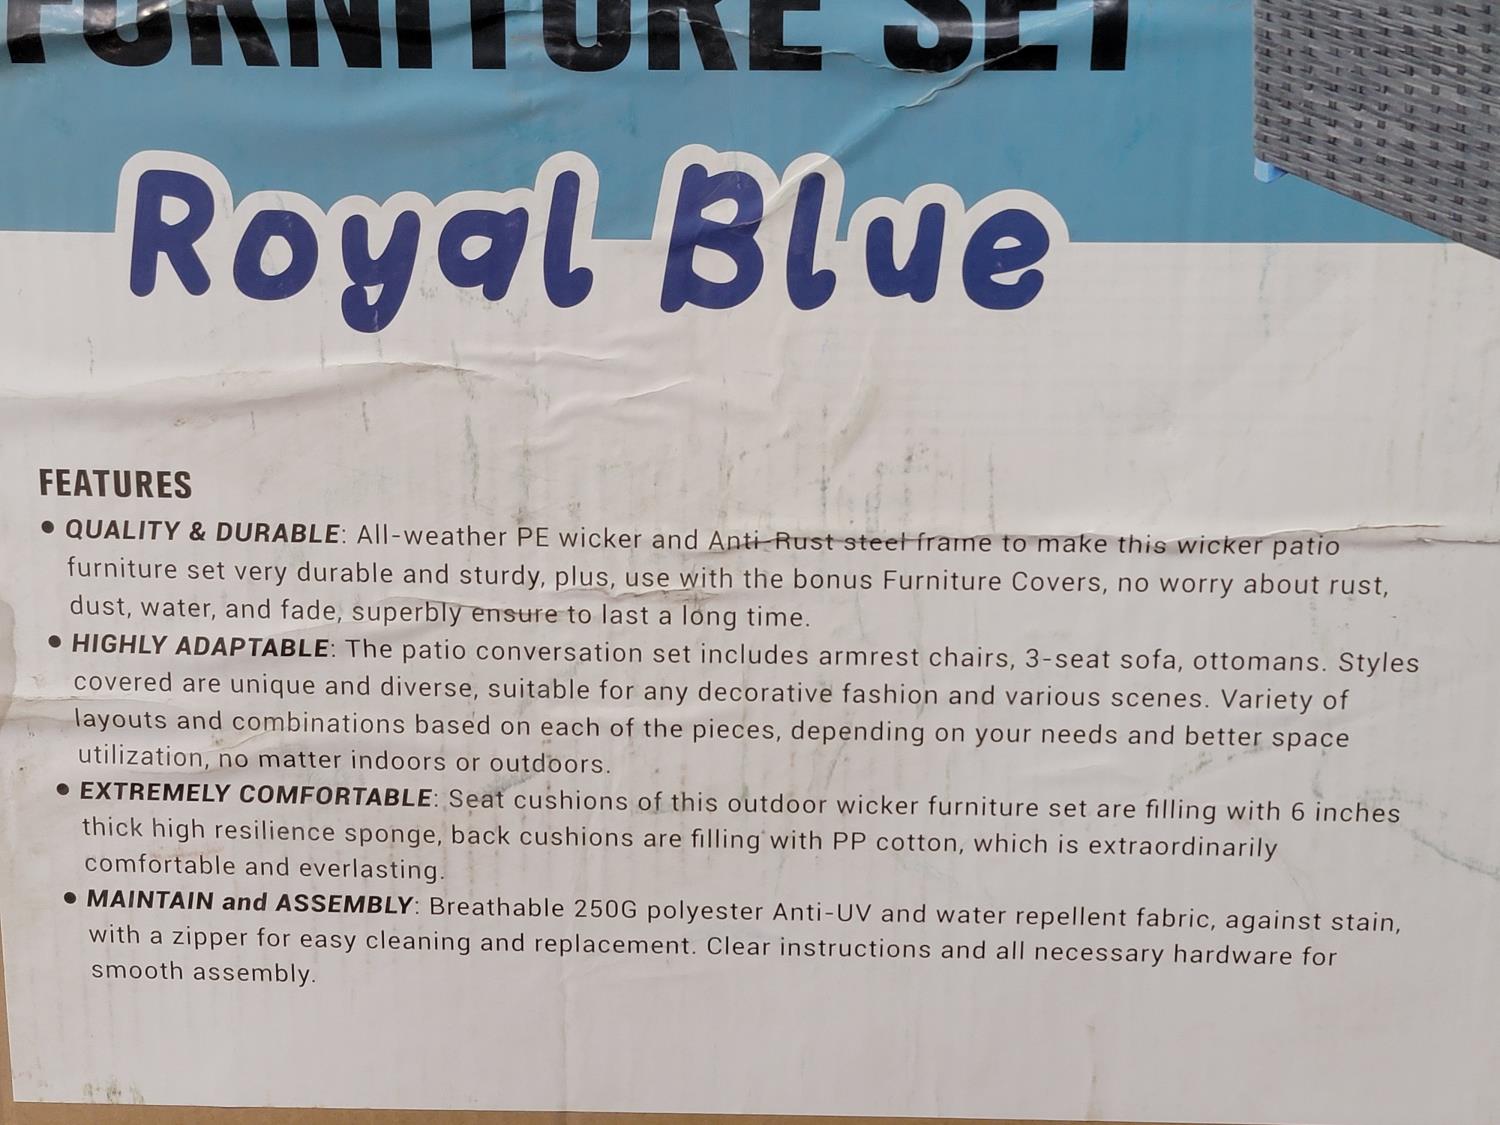 FURNITURE SET
Royal Blue
FEATURES
• QUALITY & DURABLE: All-weather PE wicker and Anti-Rust steel frame to make this wicker patio
furniture set very durable and sturdy, plus, use with the bonus Furniture Covers, no worry about rust,
dust, water, and fade, superbly ensure to last a long time.
• HIGHLY ADAPTABLE: The patio conversation set includes armrest chairs, 3-seat sofa, ottomans. Styles
covered are unique and diverse, suitable for any decorative fashion and various scenes. Variety of
layouts and combinations based on each of the pieces, depending on your needs and better space
utilization, no matter indoors or outdoors.
• EXTREMELY COMFORTABLE: Seat cushions of this outdoor wicker furniture set are filling with 6 inches
thick high resilience sponge, back cushions are filling with PP cotton, which is extraordinarily
comfortable and everlasting.
• MAINTAIN and ASSEMBLY: Breathable 250G polyester Anti-UV and water repellent fabric, against stain,
with a zipper for easy cleaning and replacement. Clear instructions and all necessary hardware for
smooth assembly.